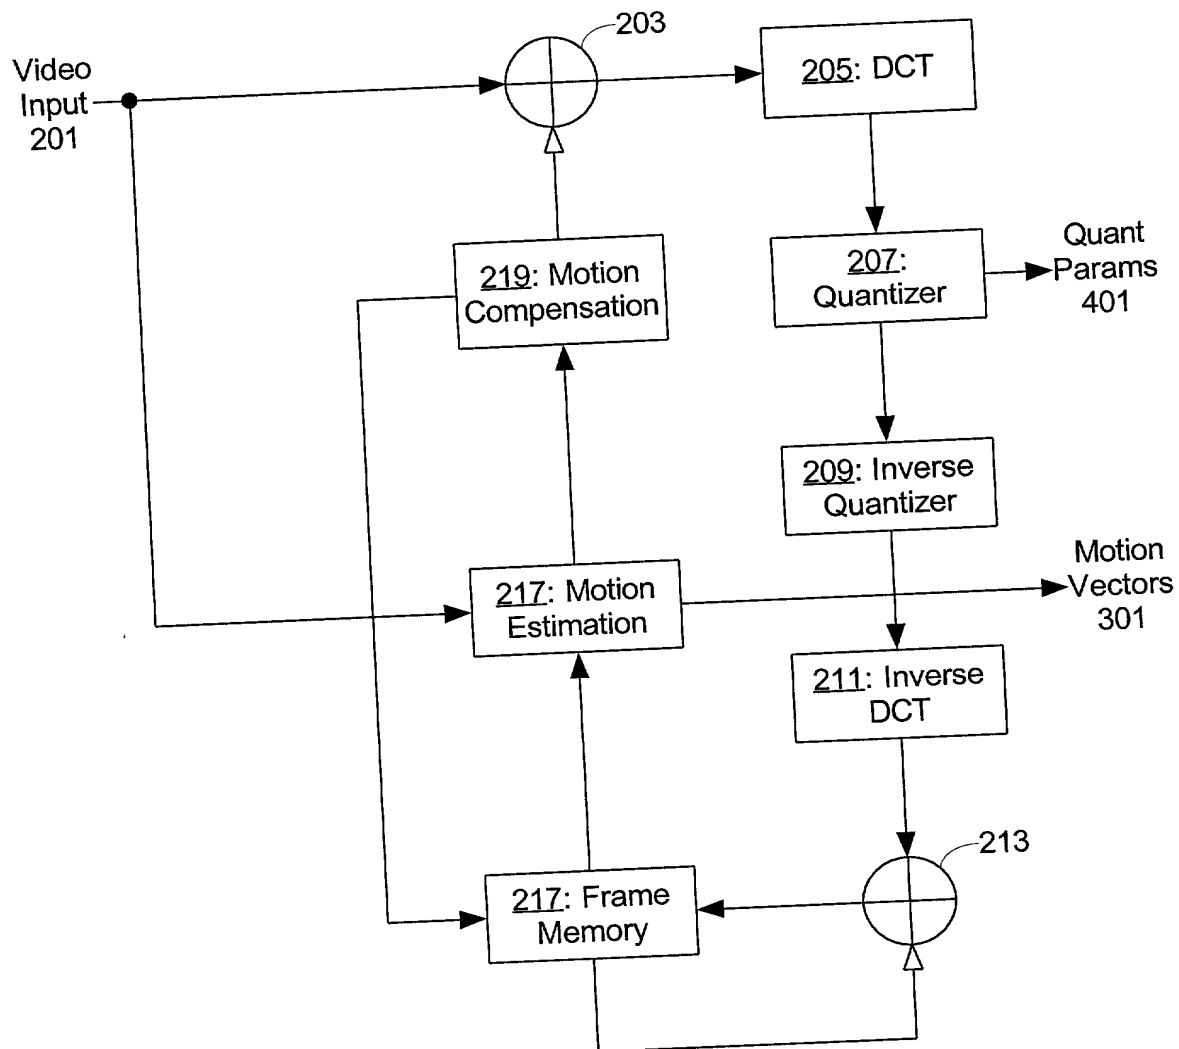 203
Video
Input
201
205: DCT
219: Motion
Compensation
207:
Quantizer
Quant
Params
401
209: Inverse
Quantizer
217: Motion
Estimation
Motion
Vectors
301
211: Inverse
DCT
213
217: Frame
Memory